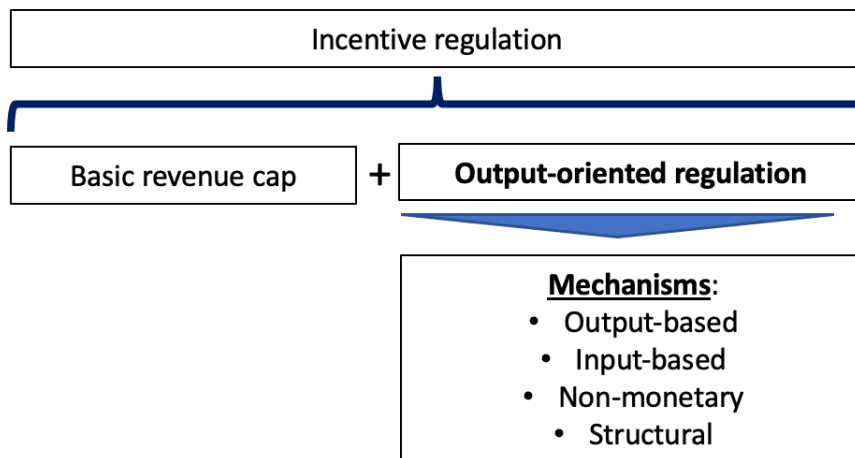 Incentive regulation
Basic revenue cap
+
Output-oriented regulation
Mechanisms:
• Output-based
• Input-based
• Non-monetary
• Structural